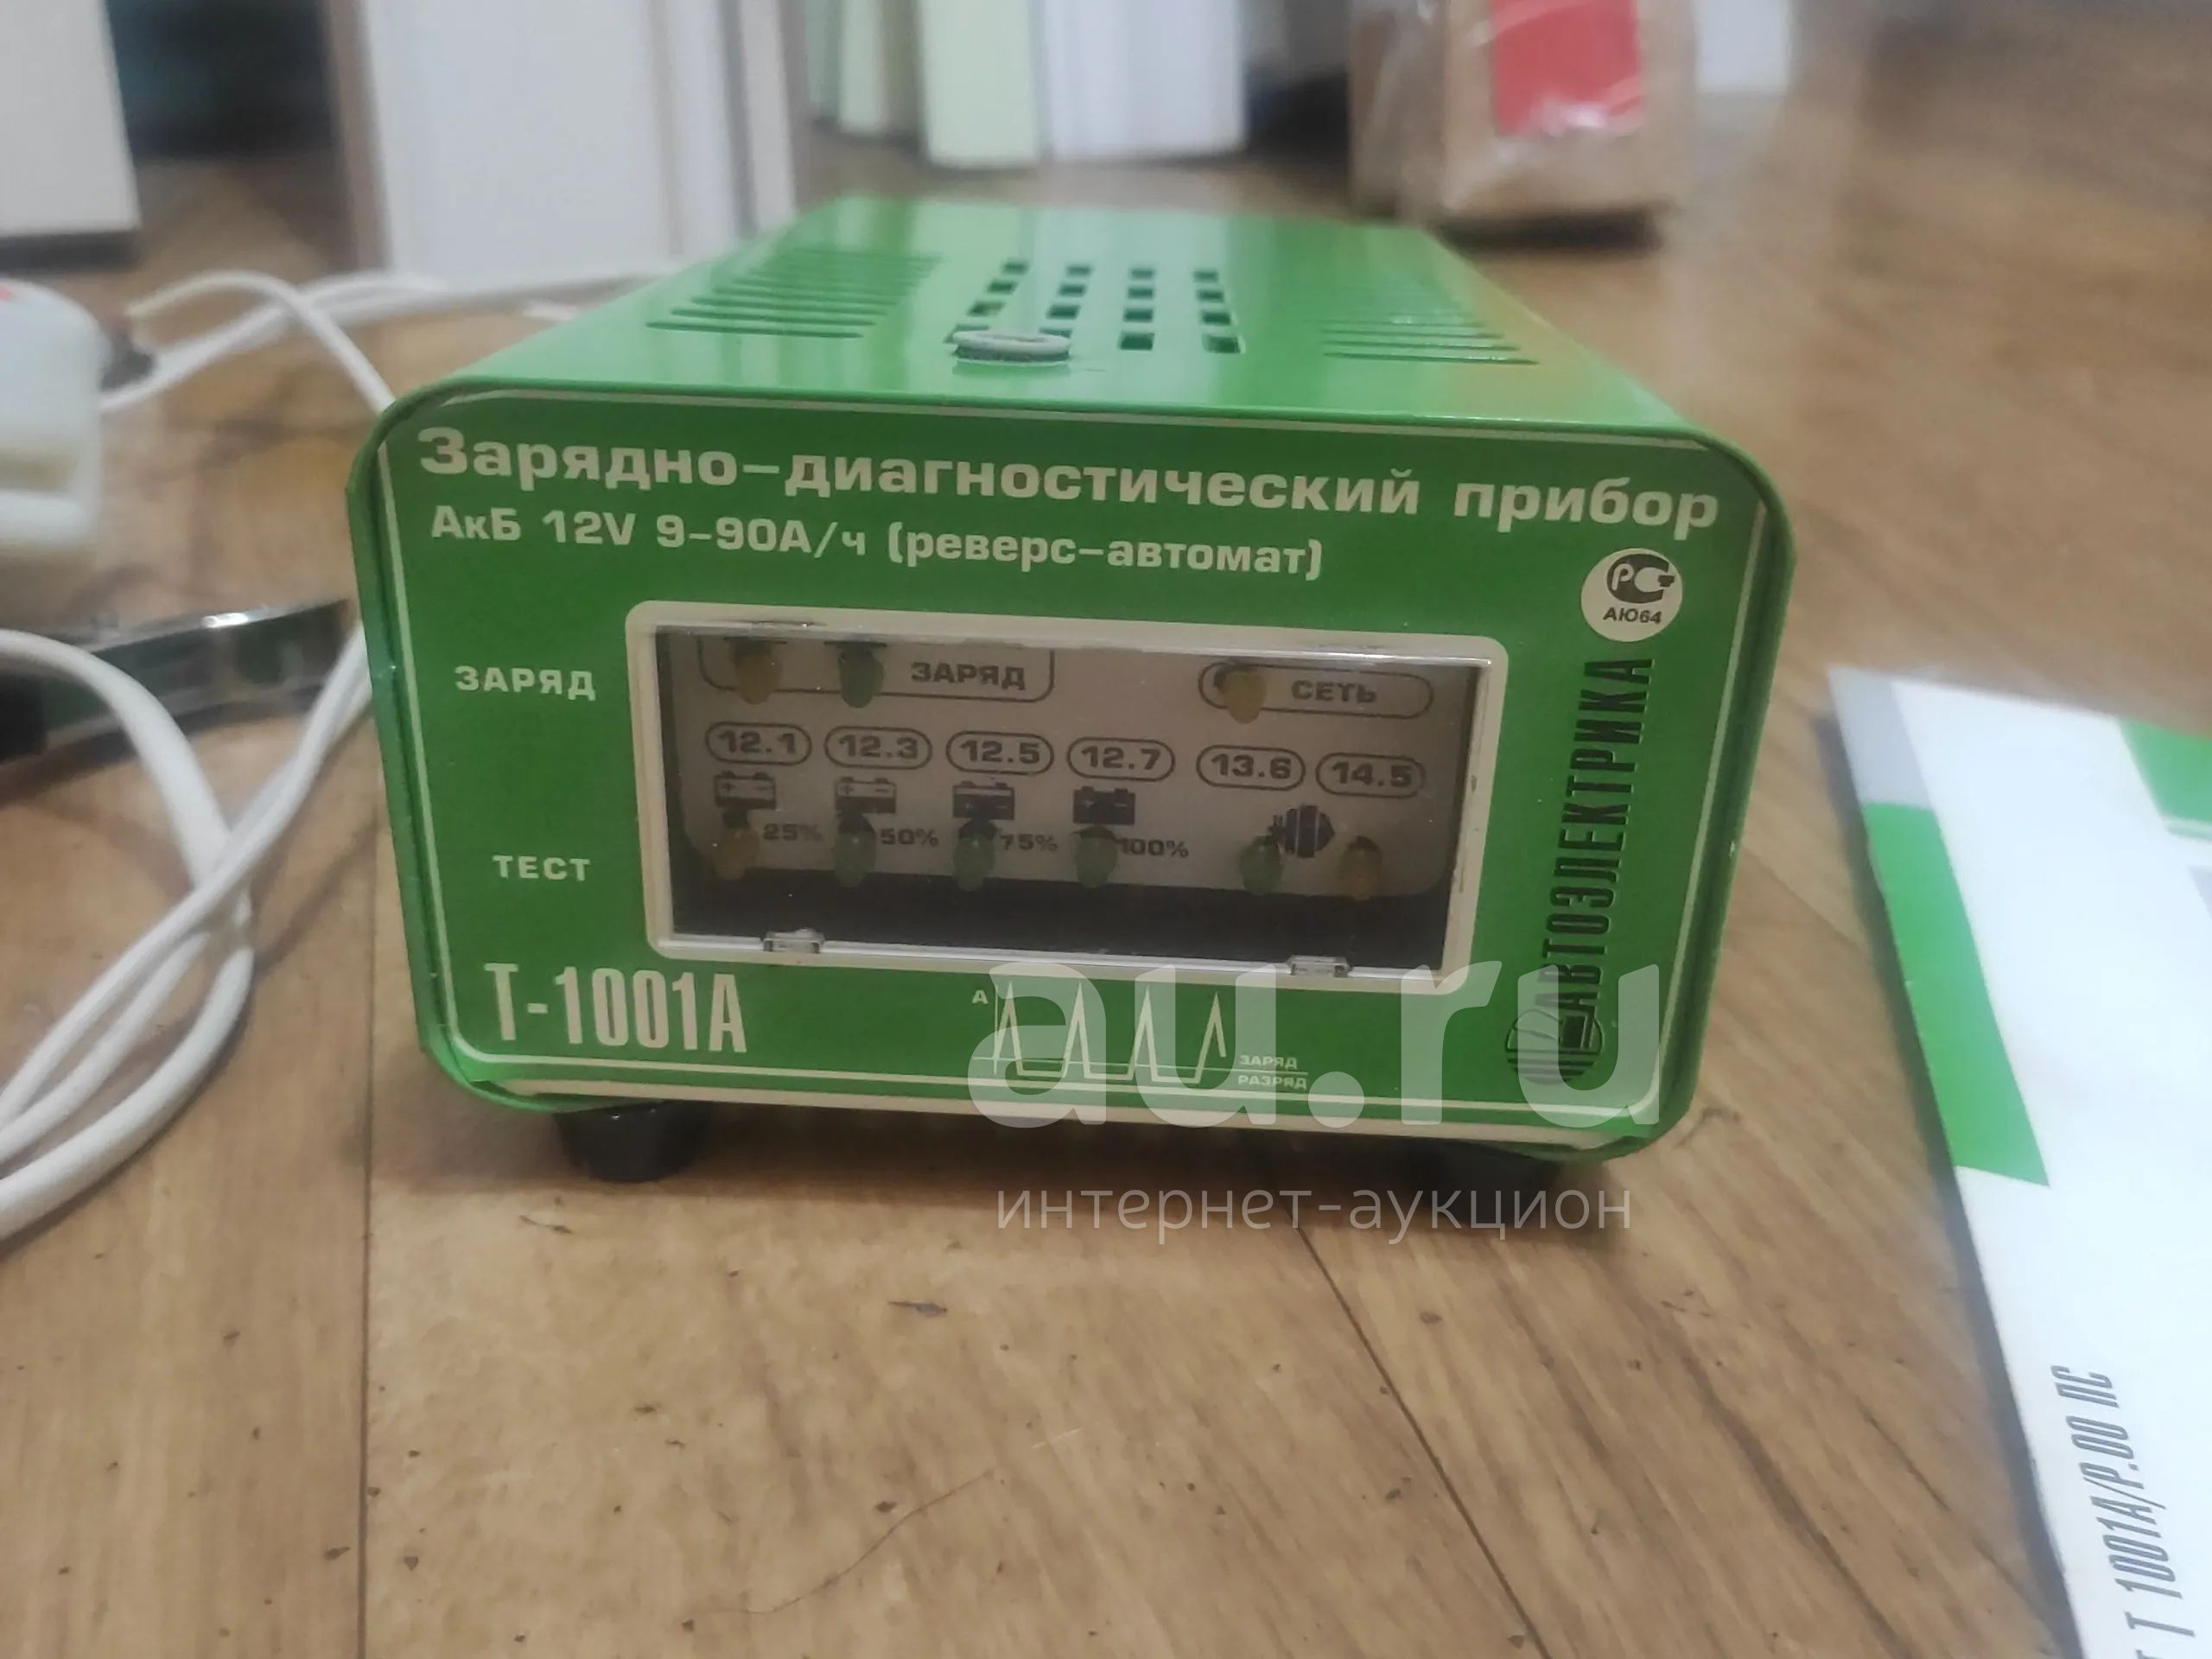 Зарядно-диагностический прибор
АкБ 12V 9-90А/ч (реверс-автомат)
РС
АЮ64
ЗАРЯД
ЗАРЯД
СЕТЬ
12.1 12.3 12.5 12.7 13.6 14.5
25% 50% 75% 100%
ТЕСТ
АВТОЭЛЕКТРИКА
Т-1001А
А
ЗАРЯД
РАЗРЯД
au.ru
интернет-аукцион
Т 1001А/Р.00 ПС